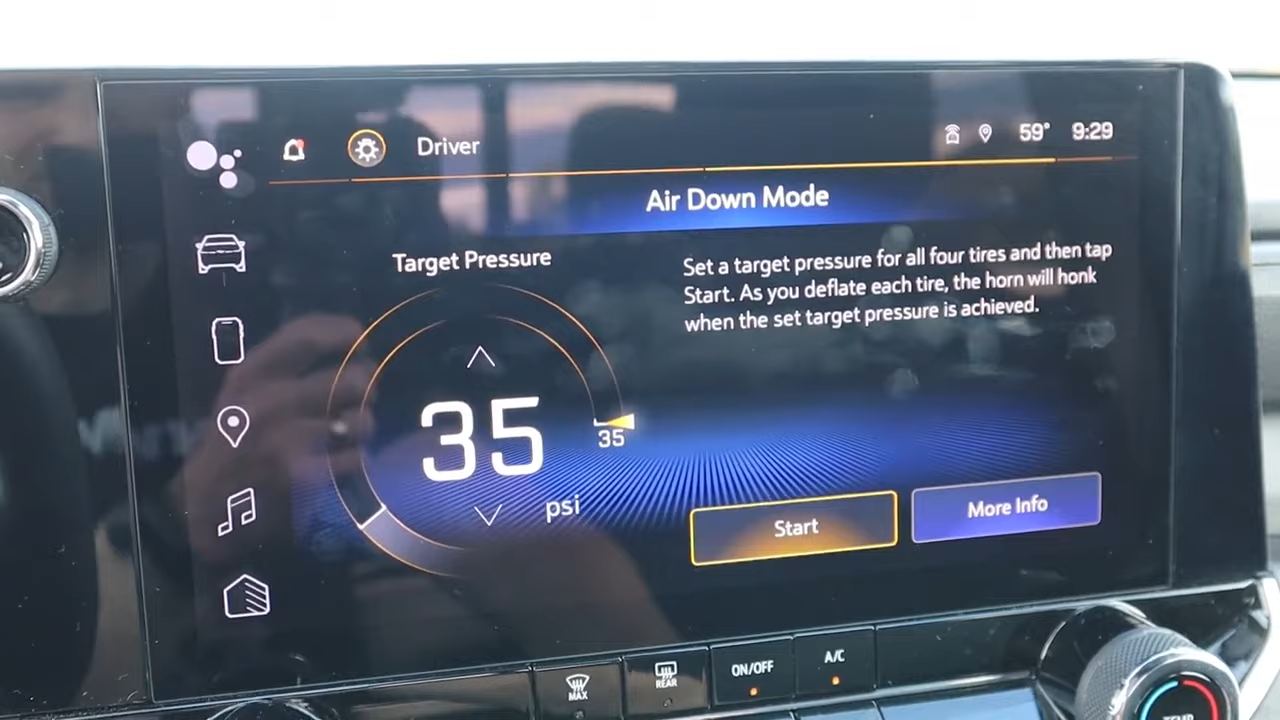 Driver
59° 9:29
Air Down Mode
Target Pressure
Set a target pressure for all four tires and then tap
Start. As you deflate each tire, the horn will honk
when the set target pressure is achieved.
35
35
psi
Start
More Info
MAX
REAR
ON/OFF
A/C
TEMP